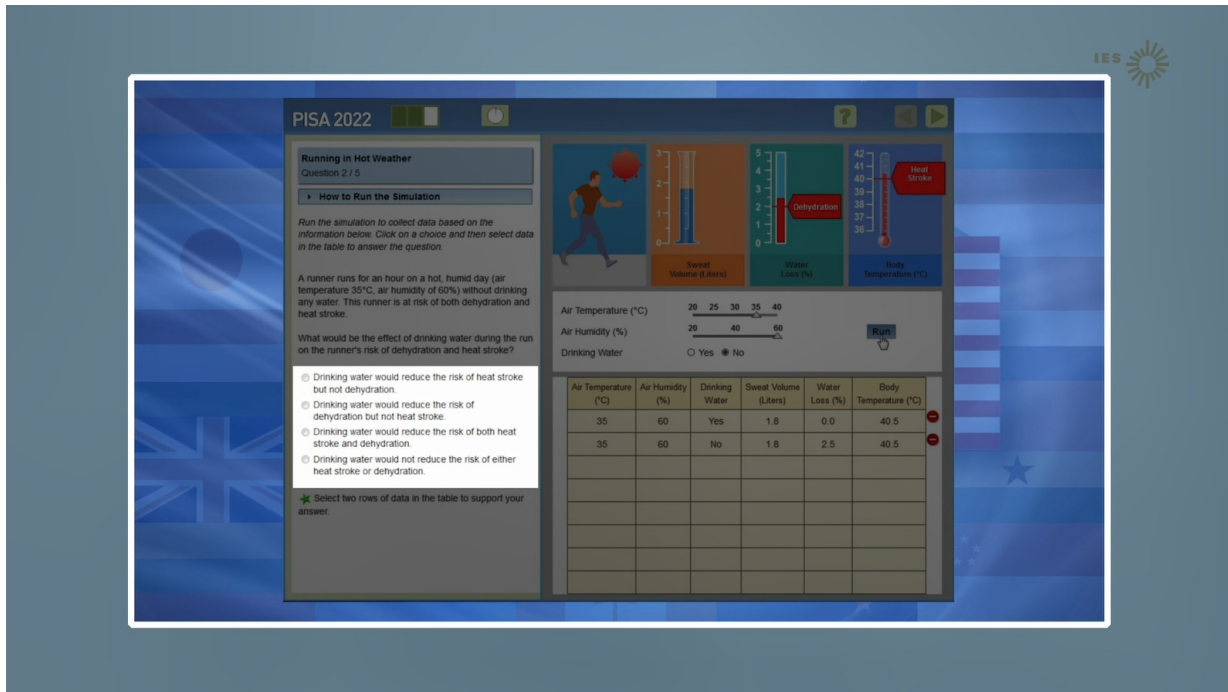 IES
PISA 2022
?
Running in Hot Weather
Question 2 / 5
How to Run the Simulation
Run the simulation to collect data based on the
information below. Click on a choice and then select data
in the table to answer the question.
A runner runs for an hour on a hot, humid day (air
temperature 35°C, air humidity of 60%) without drinking
any water. This runner is at risk of both dehydration and
heat stroke.
What would be the effect of drinking water during the run
on the runner's risk of dehydration and heat stroke?
Drinking water would reduce the risk of heat stroke
but not dehydration.
Drinking water would reduce the risk of
dehydration but not heat stroke.
Drinking water would reduce the risk of both heat
stroke and dehydration.
Drinking water would not reduce the risk of either
heat stroke or dehydration.
Select two rows of data in the table to support your
answer.
3
2
1
0
Sweat
Volume (Liters)
5
4
3
2
1
0
Dehydration
Water
Loss (%)
42
41
40
39
38
37
36
Heat
Stroke
Body
Temperature (°C)
Air Temperature (°C) 20 25 30 35 40
Air Humidity (%) 20 40 60
Drinking Water Yes No
Run
Air Temperature (°C) Air Humidity (%) Drinking Water Sweat Volume (Liters) Water Loss (%) Body Temperature (°C)
35 60 Yes 1.8 0.0 40.5
35 60 No 1.8 2.5 40.5